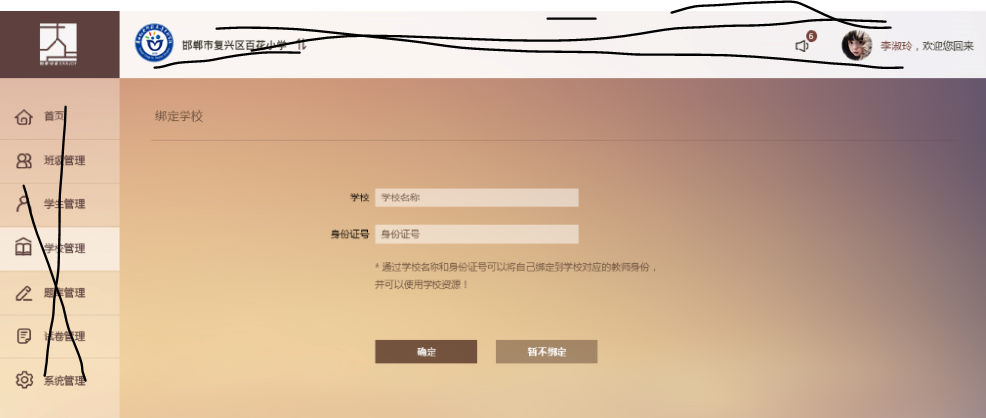 邯郸市复兴区百花小学
6
李淑玲，欢迎您回来
首页
班级管理
学生管理
学校管理
题库管理
试卷管理
系统管理
绑定学校
学校 学校名称
身份证号 身份证号
* 通过学校名称和身份证号可以将自己绑定到学校对应的教师身份，
并可以使用学校资源！
确定 暂不绑定